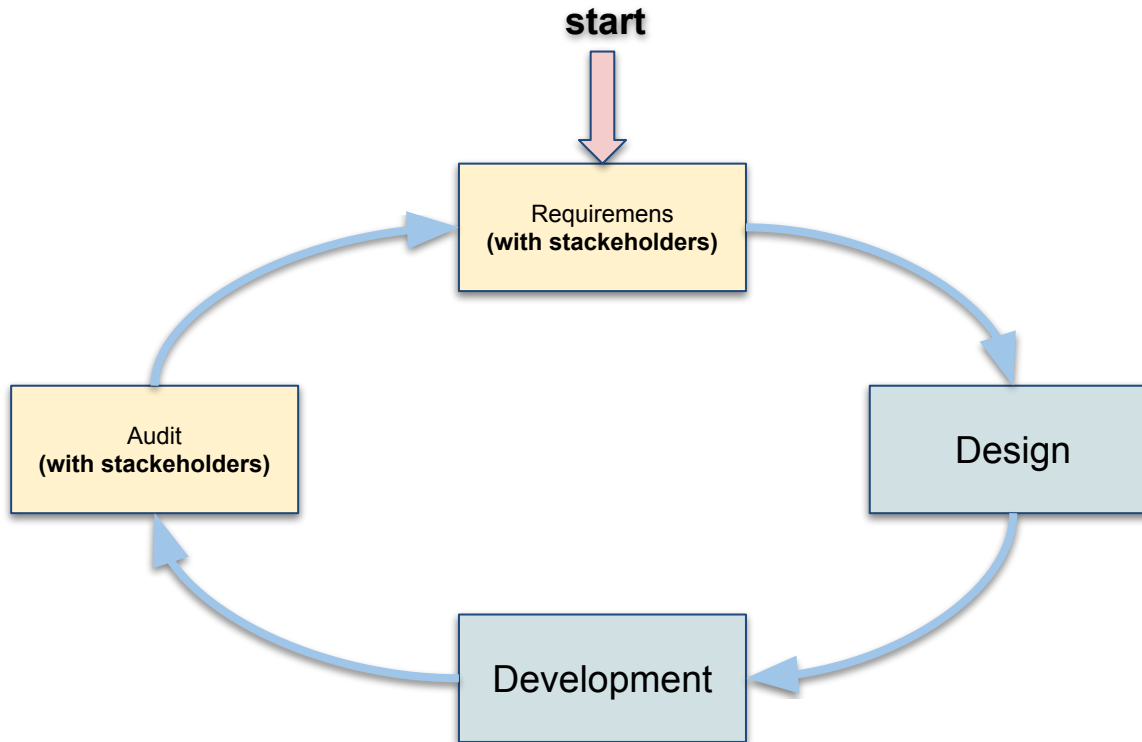 start
Requiremens
(with stackeholders)
Audit
(with stackeholders)
Design
Development